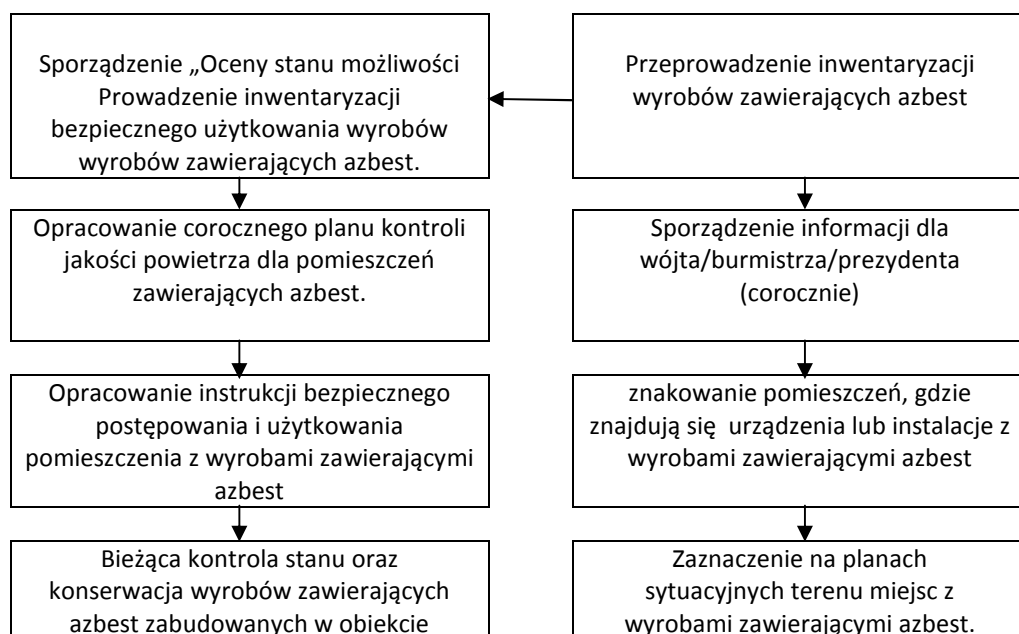 Sporządzenie „Oceny stanu możliwości
Prowadzenie inwentaryzacji
bezpiecznego użytkowania wyrobów
wyrobów zawierających azbest.
Przeprowadzenie inwentaryzacji
wyrobów zawierających azbest
Opracowanie corocznego planu kontroli
jakości powietrza dla pomieszczeń
zawierających azbest.
Sporządzenie informacji dla
wójta/burmistrza/prezydenta
(corocznie)
Opracowanie instrukcji bezpiecznego
postępowania i użytkowania
pomieszczenia z wyrobami zawierającymi
azbest
znakowanie pomieszczeń, gdzie
znajdują się urządzenia lub instalacje z
wyrobami zawierającymi azbest
Bieżąca kontrola stanu oraz
konserwacja wyrobów zawierających
azbest zabudowanych w obiekcie
Zaznaczenie na planach
sytuacyjnych terenu miejsc z
wyrobami zawierającymi azbest.